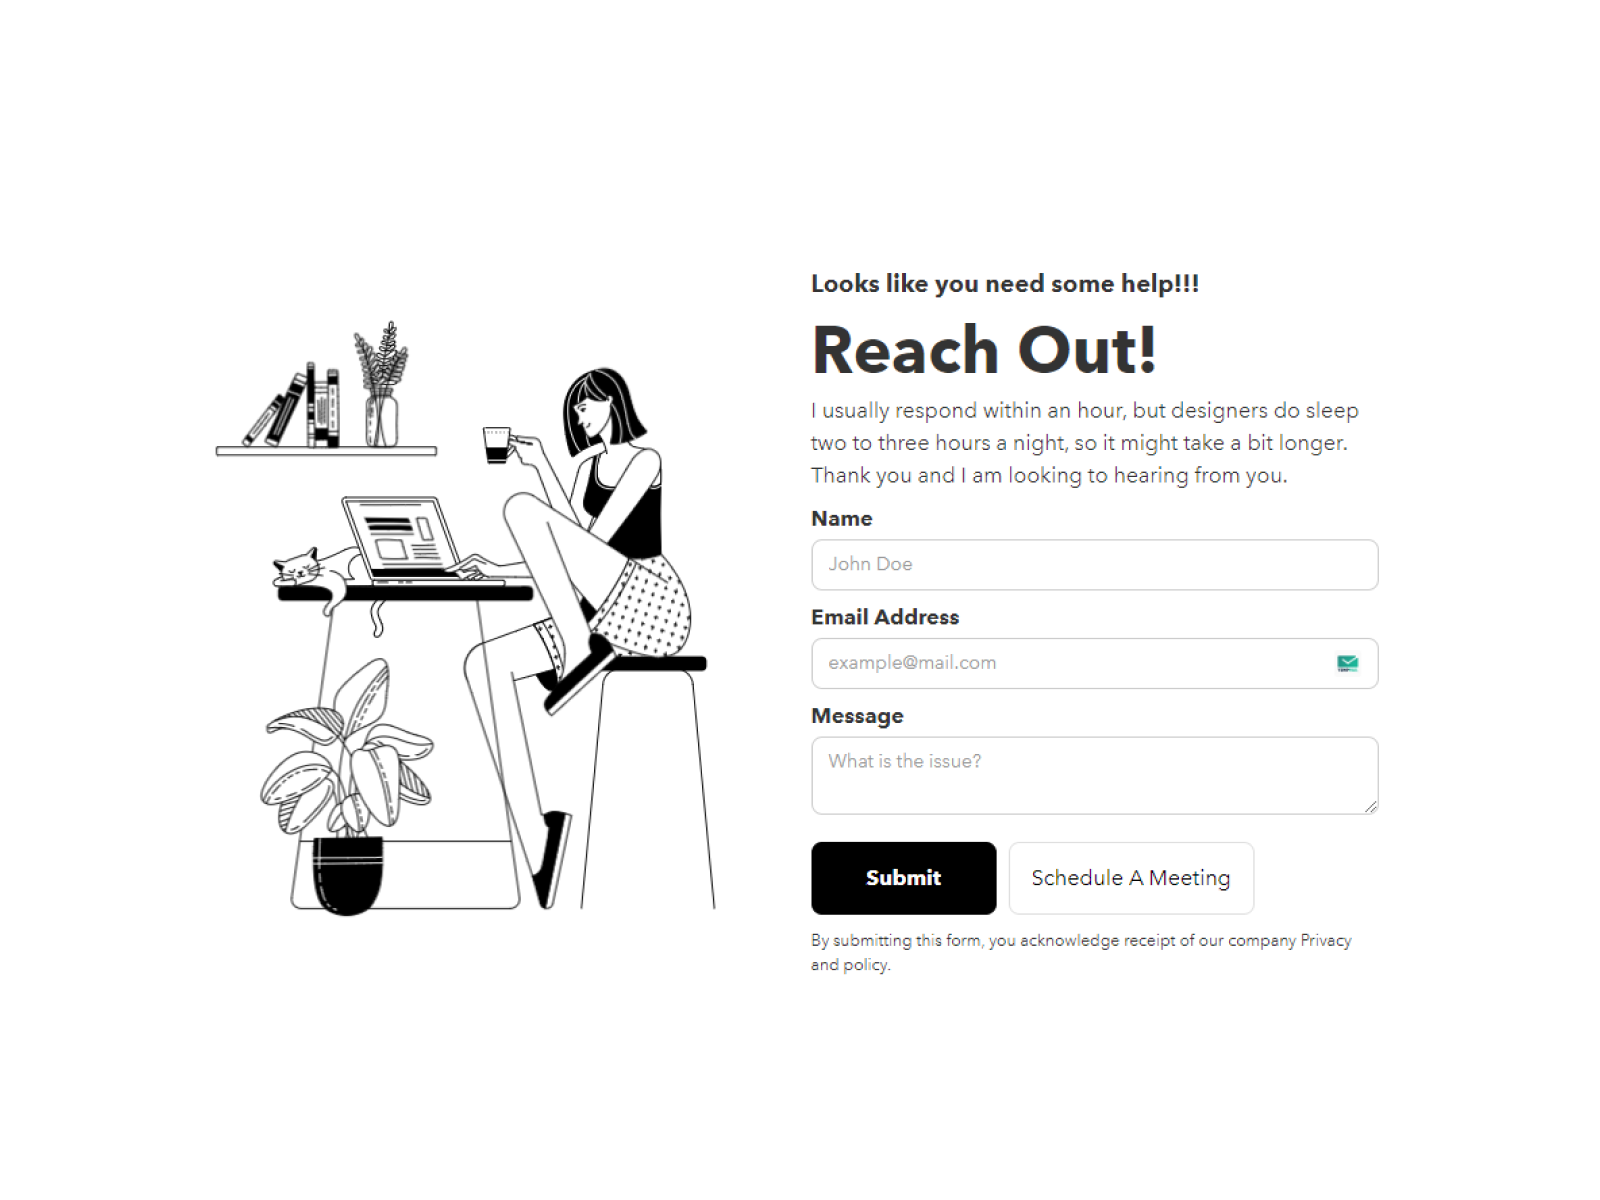 Looks like you need some help!!!
Reach Out!
I usually respond within an hour, but designers do sleep
two to three hours a night, so it might take a bit longer.
Thank you and I am looking to hearing from you.
Name
John Doe
Email Address
example@mail.com
Message
What is the issue?
Submit
Schedule A Meeting
By submitting this form, you acknowledge receipt of our company Privacy
and policy.